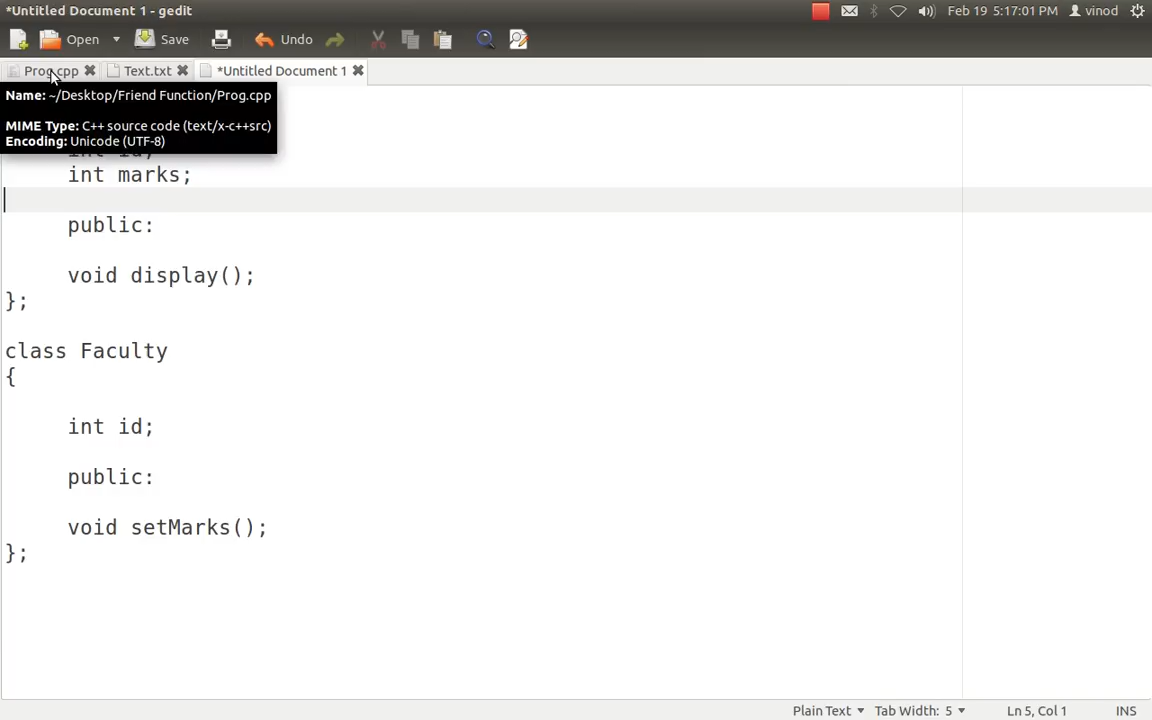 *Untitled Document 1 - gedit
Feb 19 5:17:01 PM vinod
Open Save Undo
Prog.cpp Text.txt *Untitled Document 1
Name: ~/Desktop/Friend Function/Prog.cpp
MIME Type: C++ source code (text/x-c++src)
Encoding: Unicode (UTF-8)
int id;
int marks;
public:
void display();
};
class Faculty
{
int id;
public:
void setMarks();
};
Plain Text Tab Width: 5 Ln 5, Col 1 INS